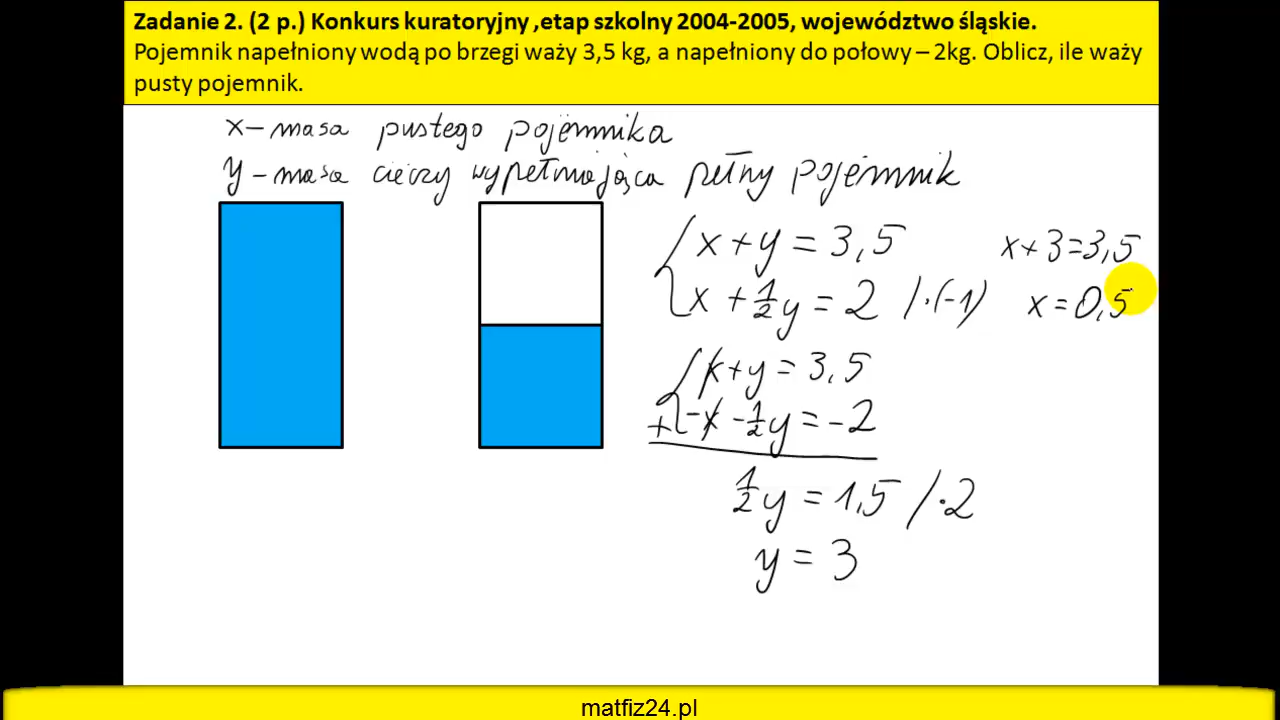 Zadanie 2. (2 p.) Konkurs kuratoryjny ,etap szkolny 2004-2005, województwo śląskie.
Pojemnik napełniony wodą po brzegi waży 3,5 kg, a napełniony do połowy – 2kg. Oblicz, ile waży
pusty pojemnik.
x – masa pustego pojemnika
y – masa cieczy wypełniająca pełny pojemnik
x + y = 3,5
x + 1/2 y = 2 /·(-1)
x + y = 3,5
+ -x - 1/2 y = -2
1/2 y = 1,5 /·2
y = 3
x + 3 = 3,5
x = 0,5
matfiz24.pl